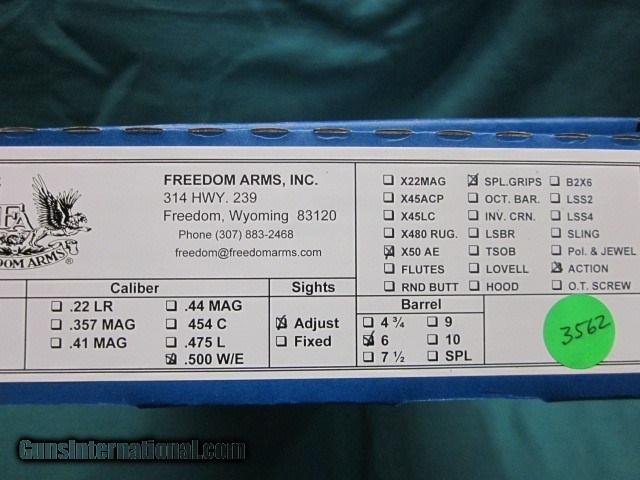 FREEDOM ARMS, INC.
314 HWY. 239
Freedom, Wyoming 83120
Phone (307) 883-2468
freedom@freedomarms.com
FA
DOM ARMS®
X22MAG
X45ACP
X45LC
X480 RUG.
X50 AE
FLUTES
RND BUTT
SPL.GRIPS
OCT. BAR.
INV. CRN.
LSBR
TSOB
LOVELL
HOOD
B2X6
LSS2
LSS4
SLING
Pol. & JEWEL
ACTION
O.T. SCREW
Caliber
.22 LR
.357 MAG
.41 MAG
.44 MAG
454 C
.475 L
.500 W/E
Sights
Adjust
Fixed
Barrel
4 ¾
6
7 ½
9
10
SPL
3562
GunsInternational.com